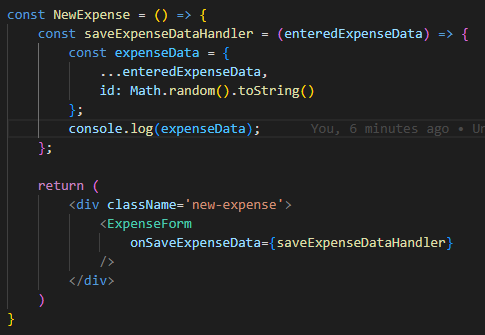 const NewExpense = () => {
    const saveExpenseDataHandler = (enteredExpenseData) => {
        const expenseData = {
            ...enteredExpenseData,
            id: Math.random().toString()
        };
        console.log(expenseData);    You, 6 minutes ago • Un
    };

    return (
        <div className='new-expense'>
            <ExpenseForm
                onSaveExpenseData={saveExpenseDataHandler}
            />
        </div>
    )
}